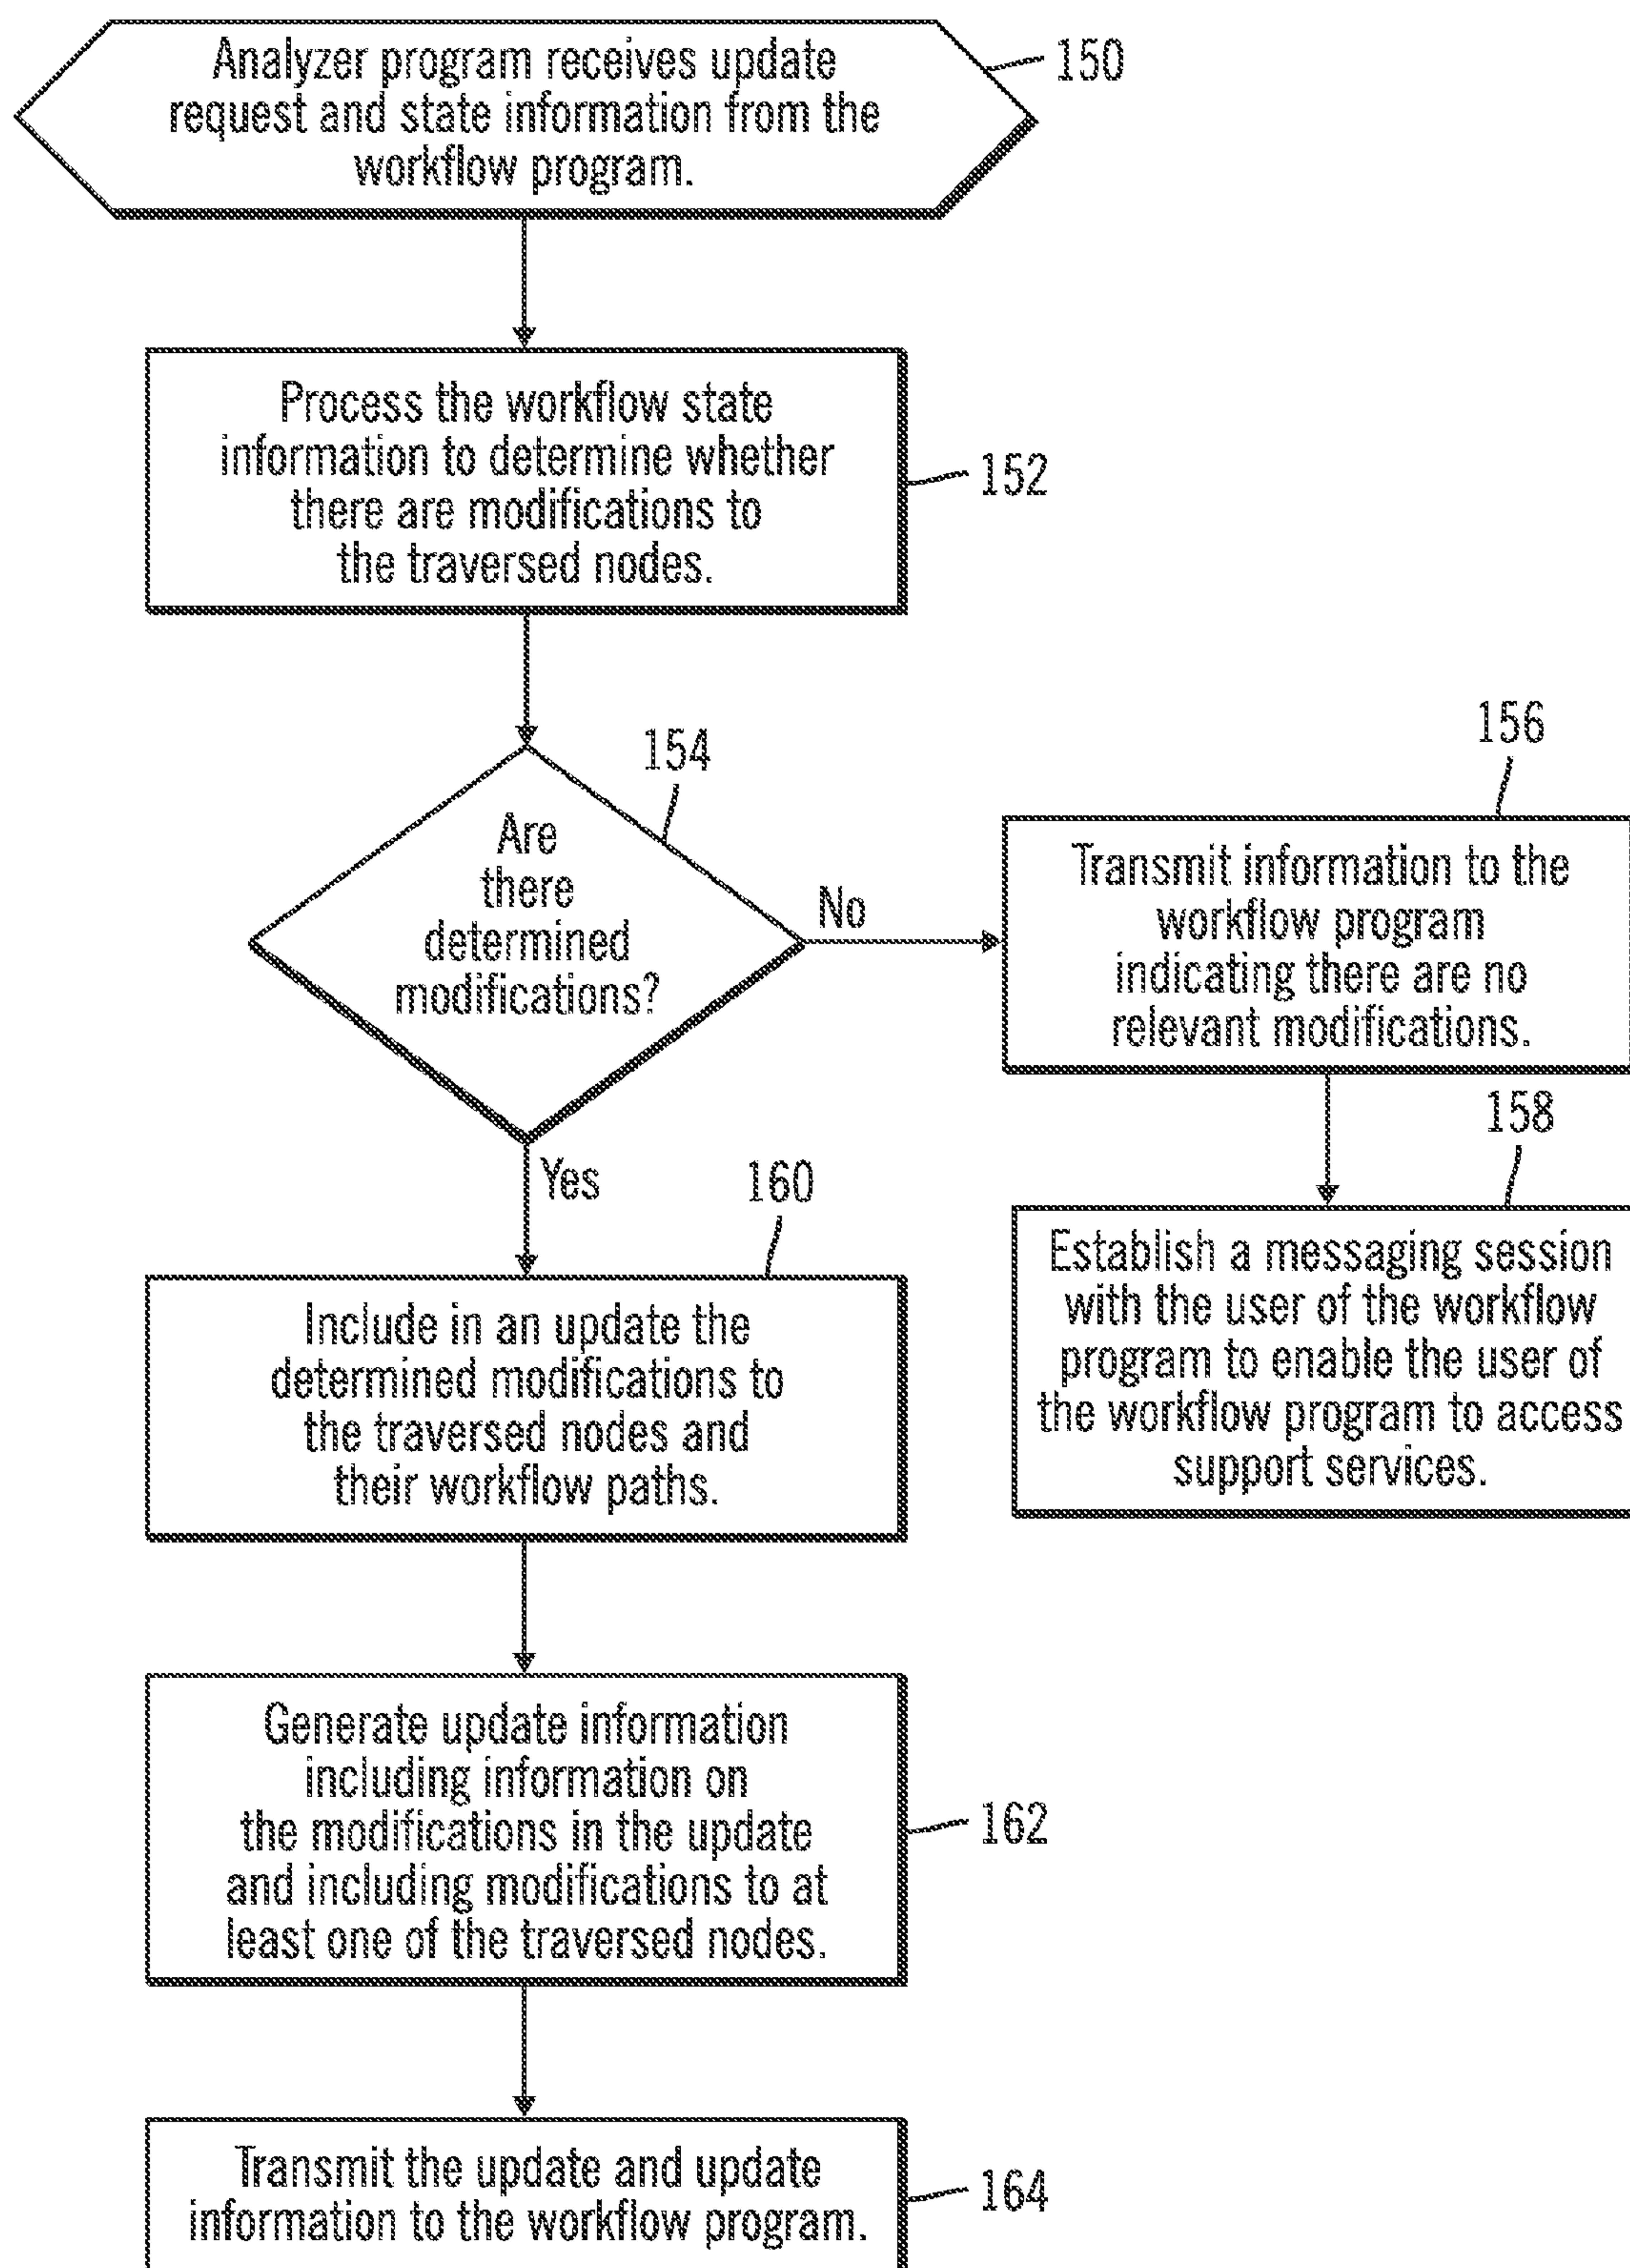 Analyzer program receives update
request and state information from the
workflow program.
150
Process the workflow state
information to determine whether
there are modifications to
the traversed nodes.
152
154
Are
there
determined
modifications?
No
156
Transmit information to the
workflow program
indicating there are no
relevant modifications.
158
Establish a messaging session
with the user of the workflow
program to enable the user of
the workflow program to access
support services.
Yes
160
Include in an update the
determined modifications to
the traversed nodes and
their workflow paths.
Generate update information
including information on
the modifications in the update
and including modifications to at
least one of the traversed nodes.
162
Transmit the update and update
information to the workflow program.
164